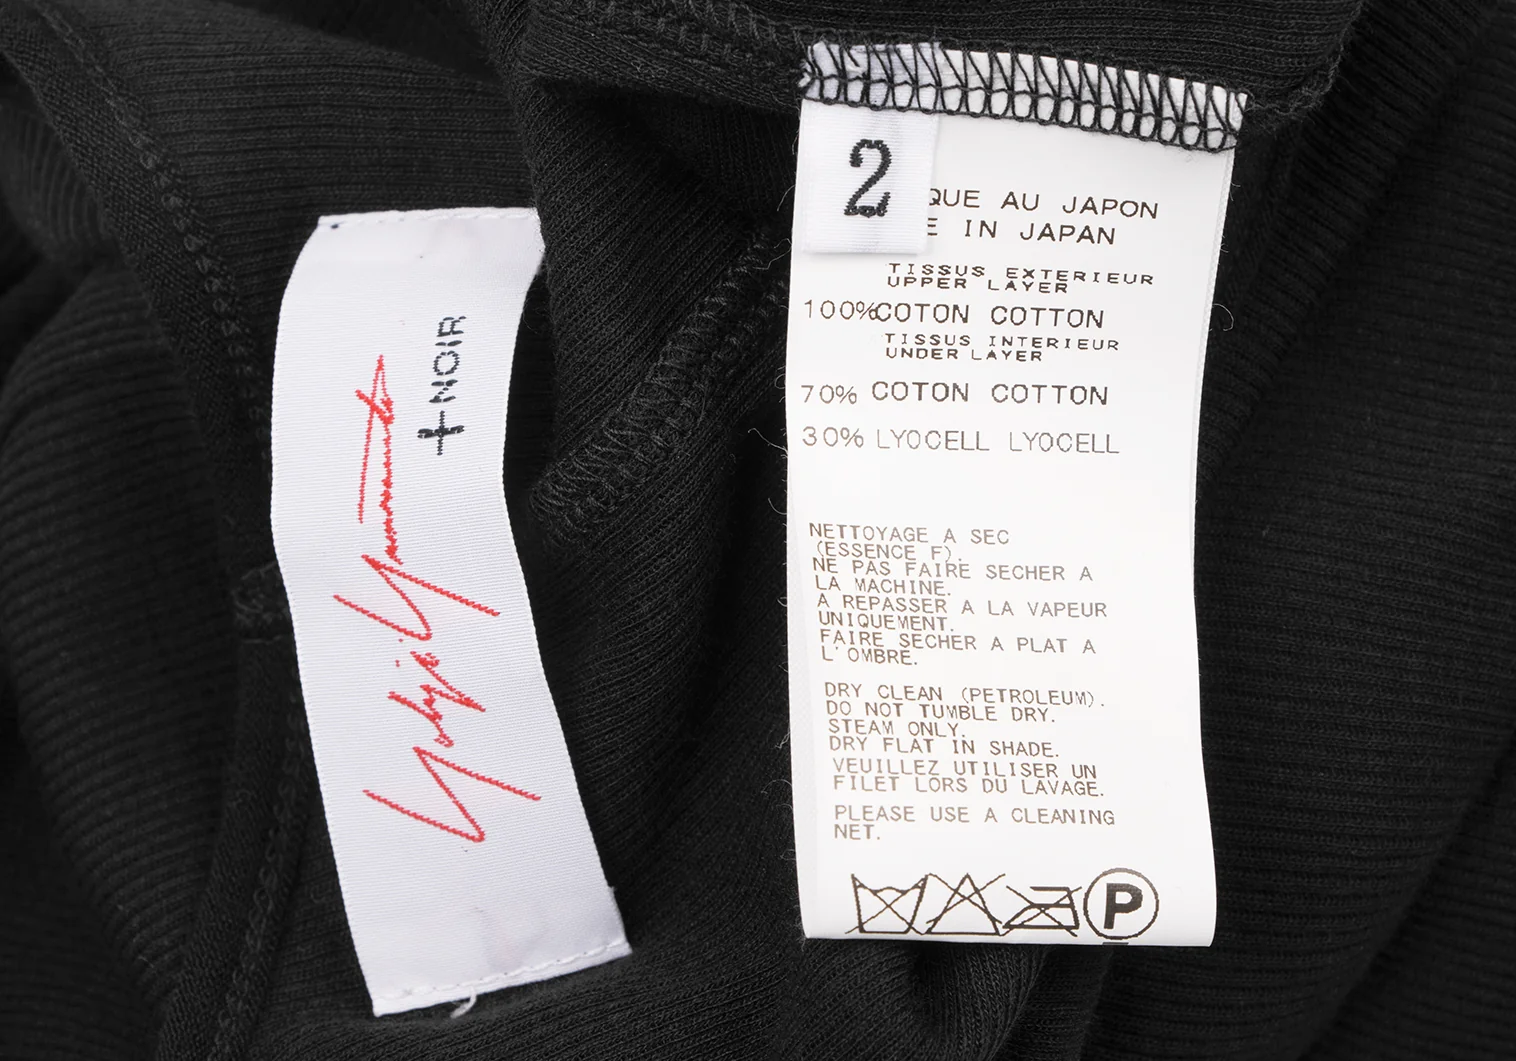 Yohji Yamamoto
+NOIR
2
QUE AU JAPON
E IN JAPAN
TISSUS EXTERIEUR
UPPER LAYER
100%COTON COTTON
TISSUS INTERIEUR
UNDER LAYER
70% COTON COTTON
30% LYOCELL LYOCELL
NETTOYAGE A SEC
(ESSENCE F).
NE PAS FAIRE SECHER A
LA MACHINE.
A REPASSER A LA VAPEUR
UNIQUEMENT.
FAIRE SECHER A PLAT A
L'OMBRE.
DRY CLEAN (PETROLEUM).
DO NOT TUMBLE DRY.
STEAM ONLY.
DRY FLAT IN SHADE.
VEUILLEZ UTILISER UN
FILET LORS DU LAVAGE.
PLEASE USE A CLEANING
NET.
P